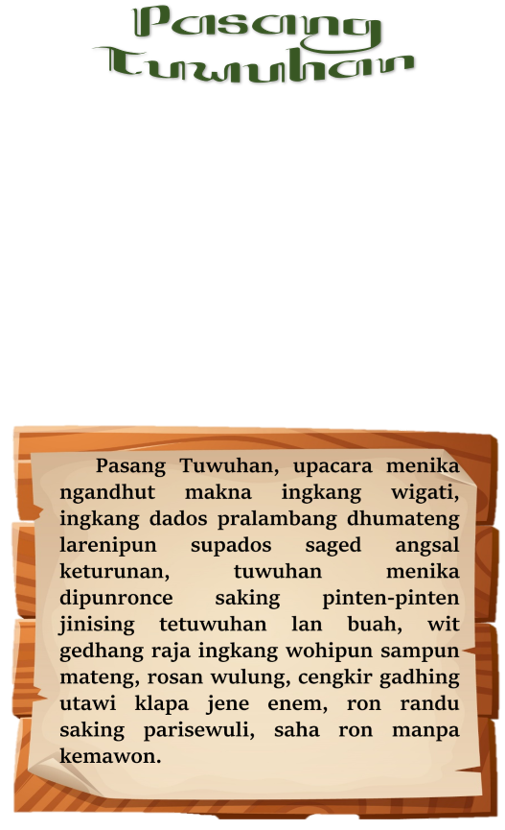 Pasang
Tuwuhan
Pasang Tuwuhan, upacara menika
ngandhut makna ingkang wigati,
ingkang dados pralambang dhumateng
larenipun supados saged angsal
keturunan, tuwuhan menika
dipunronce saking pinten-pinten
jinising tetuwuhan lan buah, wit
gedhang raja ingkang wohipun sampun
mateng, rosan wulung, cengkir gadhing
utawi klapa jene enem, ron randu
saking parisewuli, saha ron manpa
kemawon.